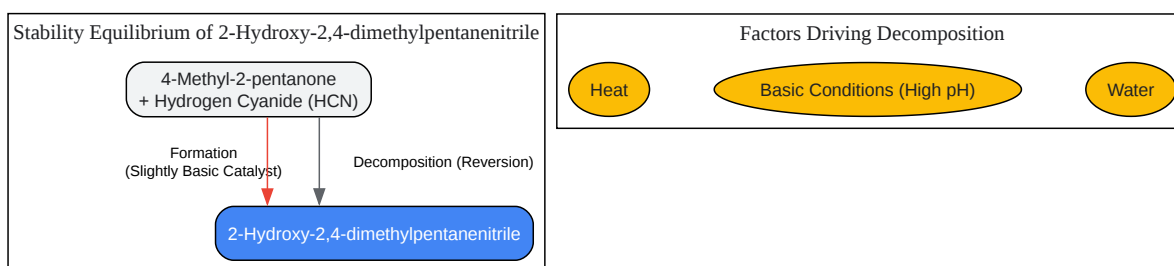 Stability Equilibrium of 2-Hydroxy-2,4-dimethylpentanenitrile
4-Methyl-2-pentanone
+ Hydrogen Cyanide (HCN)
Formation
(Slightly Basic Catalyst)
Decomposition (Reversion)
2-Hydroxy-2,4-dimethylpentanenitrile
Factors Driving Decomposition
Heat
Basic Conditions (High pH)
Water